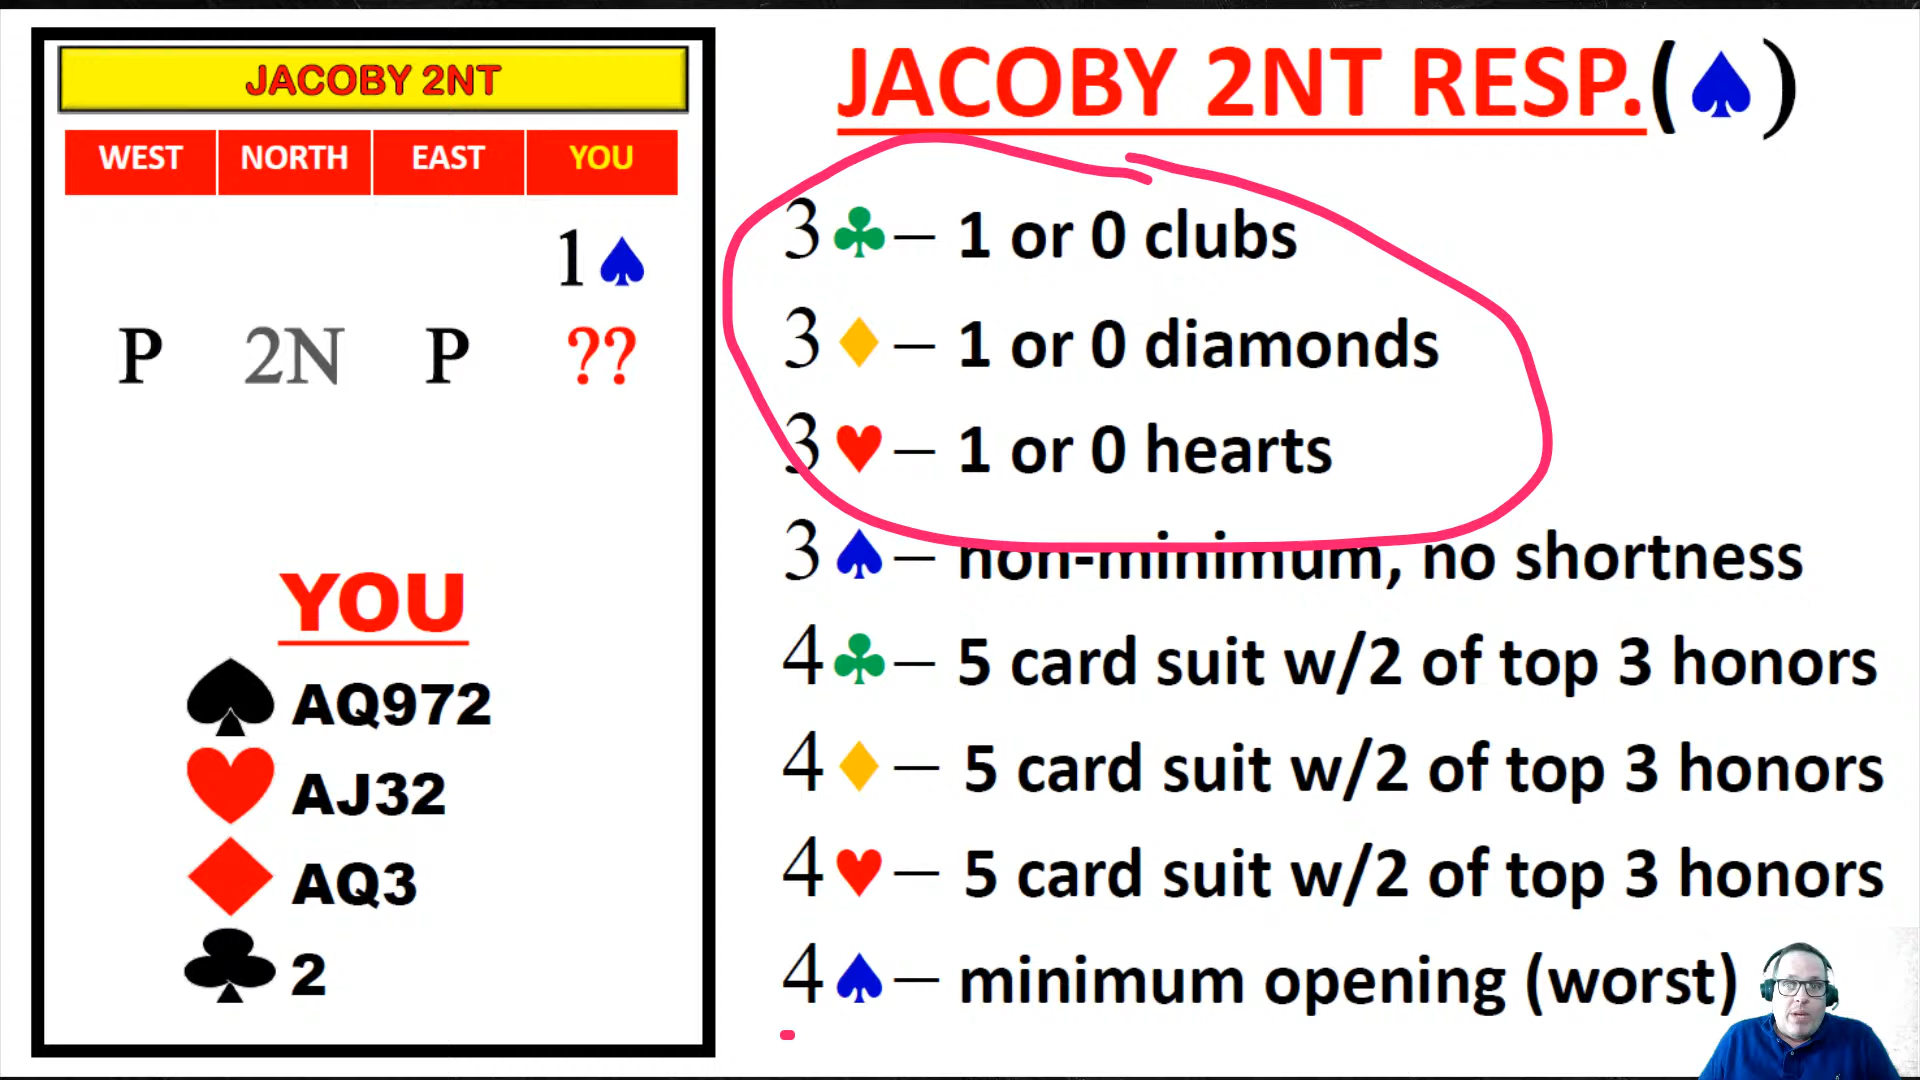 JACOBY 2NT
WEST NORTH EAST YOU
1♠
P 2N P ??
YOU
♠ AQ972
♥ AJ32
♦ AQ3
♣ 2
JACOBY 2NT RESP.(♠)
3♣– 1 or 0 clubs
3♦– 1 or 0 diamonds
3♥– 1 or 0 hearts
3♠– non-minimum, no shortness
4♣– 5 card suit w/2 of top 3 honors
4♦– 5 card suit w/2 of top 3 honors
4♥– 5 card suit w/2 of top 3 honors
4♠– minimum opening (worst)